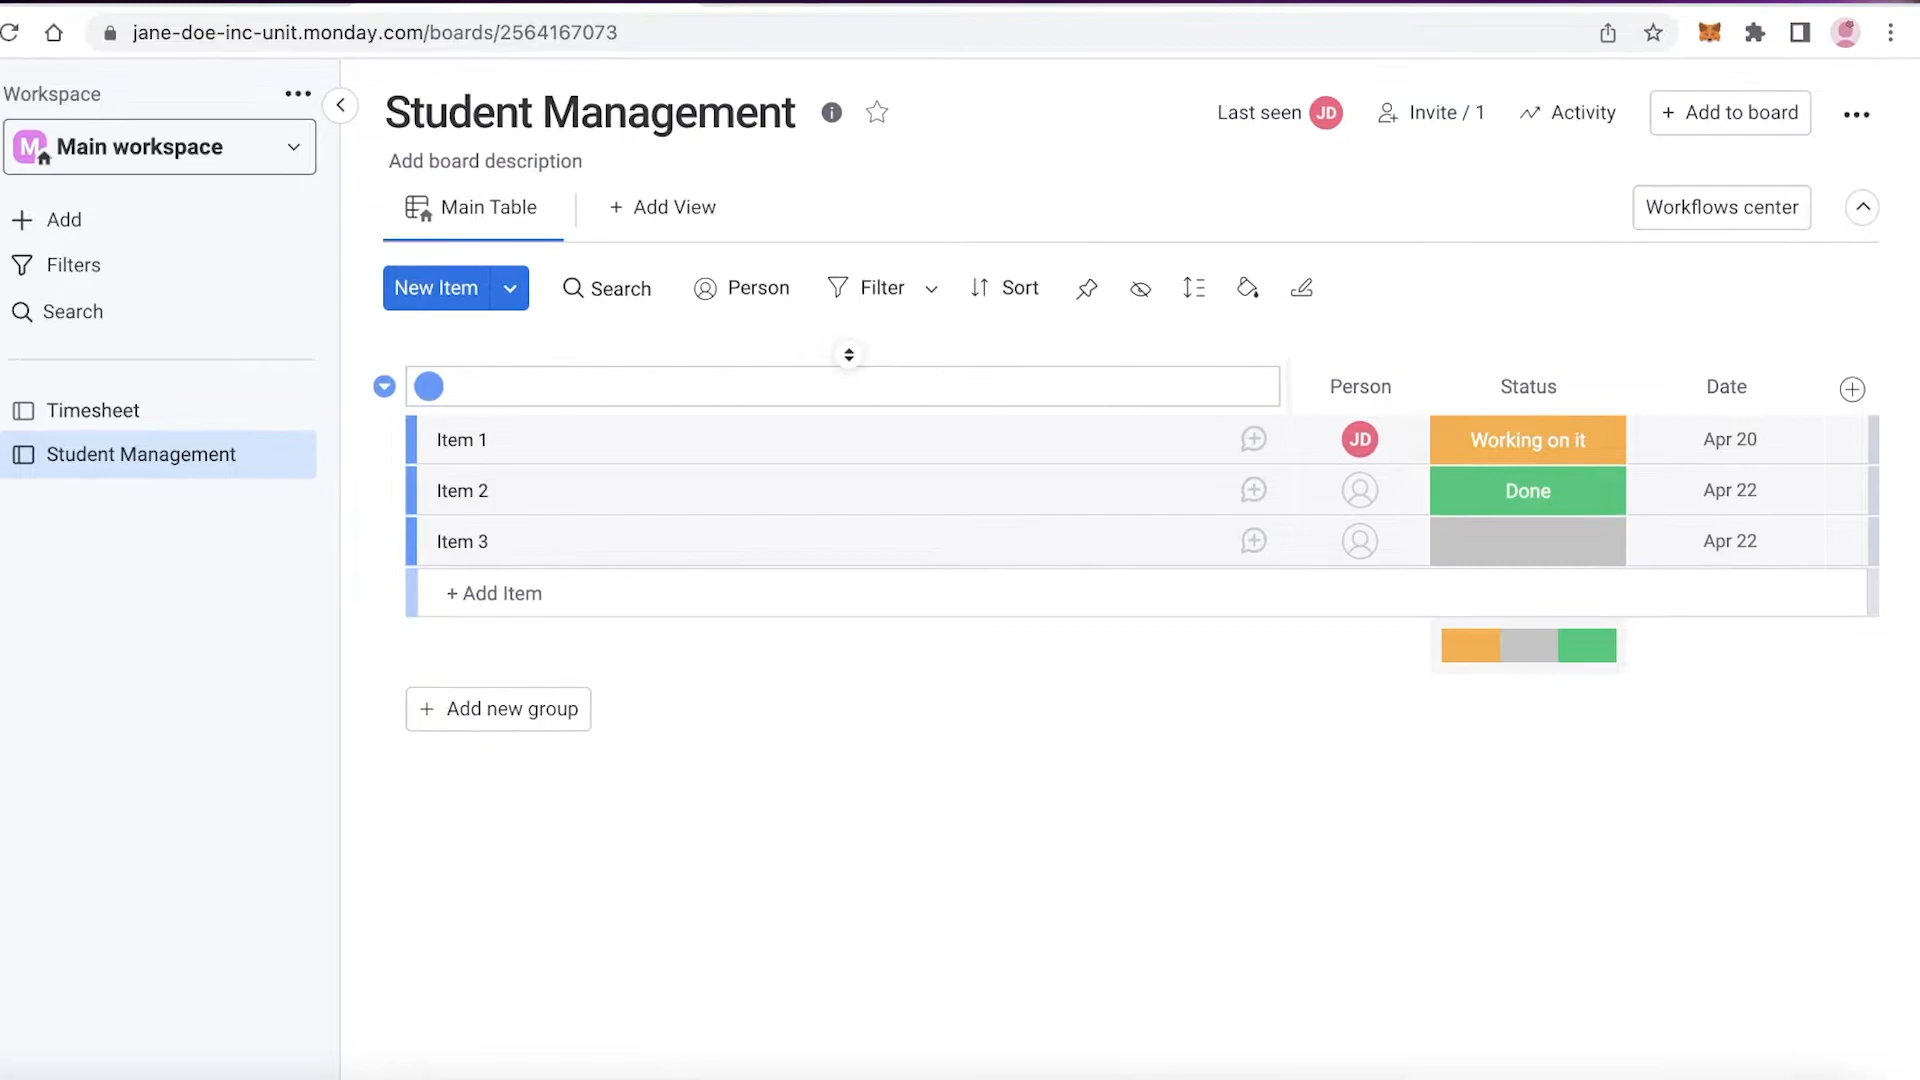 jane-doe-inc-unit.monday.com/boards/2564167073
Workspace
M Main workspace
Add
Filters
Search
Timesheet
Student Management
Student Management
Last seen JD
Invite / 1
Activity
+ Add to board
Add board description
Main Table
+ Add View
Workflows center
New Item
Search
Person
Filter
Sort
Person Status Date
Item 1 JD Working on it Apr 20
Item 2 Done Apr 22
Item 3 Apr 22
+ Add Item
+ Add new group